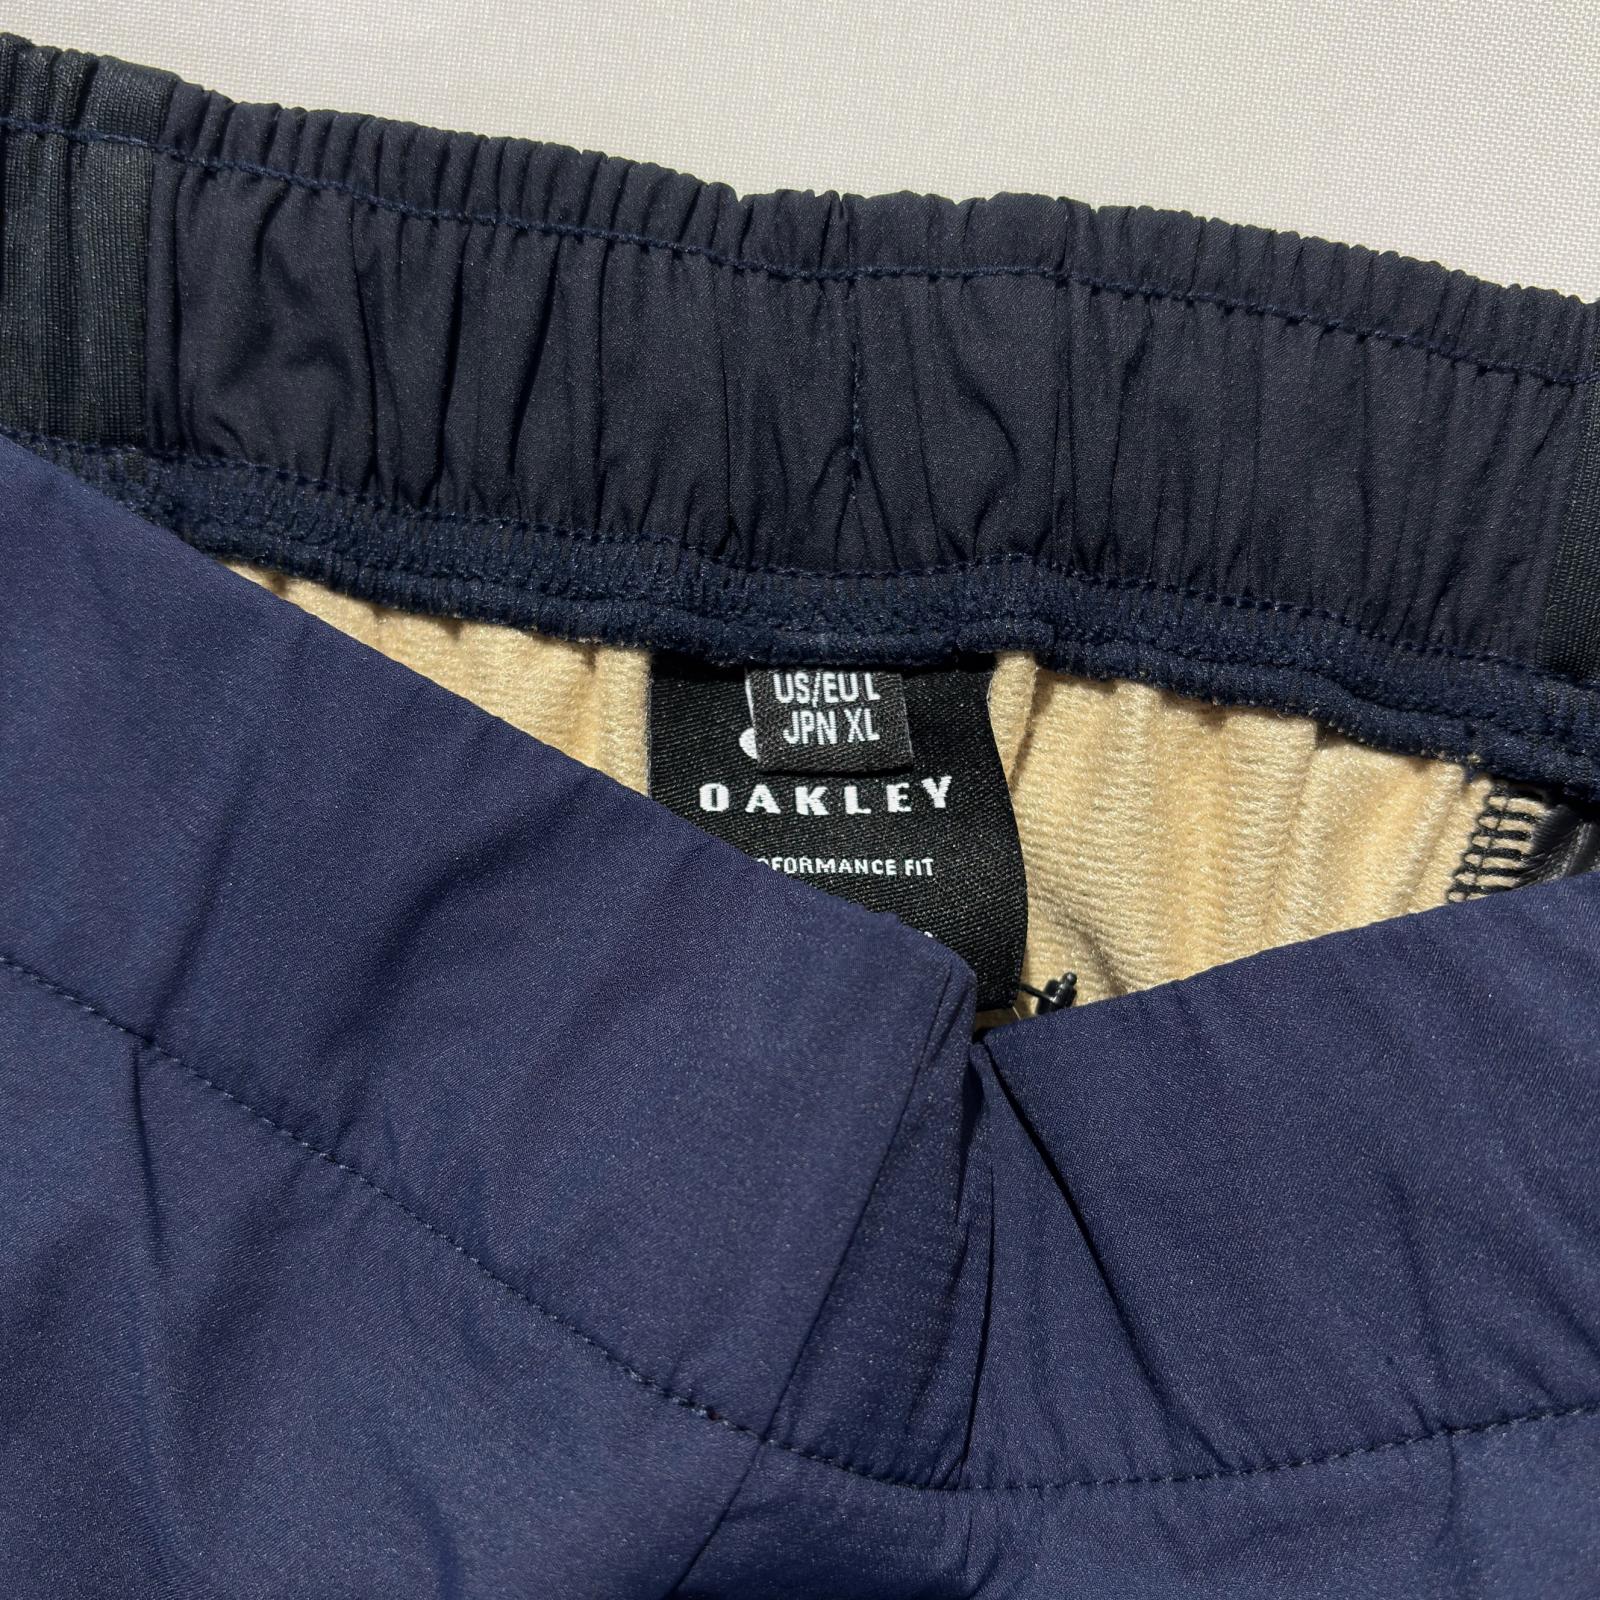 US/EU L
JPN XL
OAKLEY
FORMANCE FIT